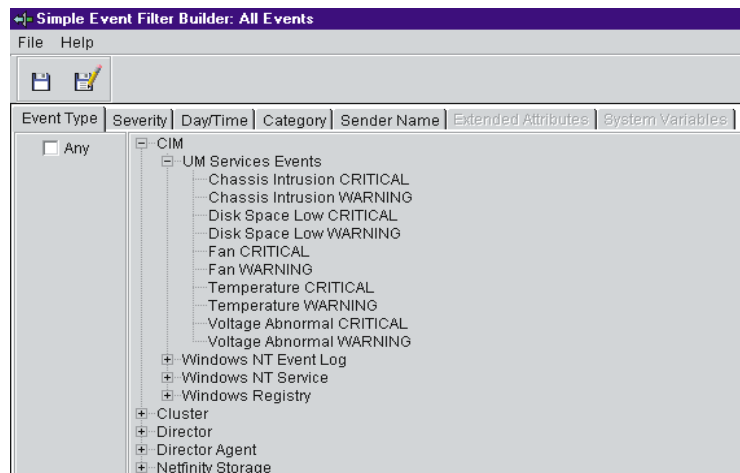 Simple Event Filter Builder: All Events
File Help
Event Type Severity Day/Time Category Sender Name Extended Attributes System Variables
Any
CIM
UM Services Events
Chassis Intrusion CRITICAL
Chassis Intrusion WARNING
Disk Space Low CRITICAL
Disk Space Low WARNING
Fan CRITICAL
Fan WARNING
Temperature CRITICAL
Temperature WARNING
Voltage Abnormal CRITICAL
Voltage Abnormal WARNING
Windows NT Event Log
Windows NT Service
Windows Registry
Cluster
Director
Director Agent
Netfinity Storage